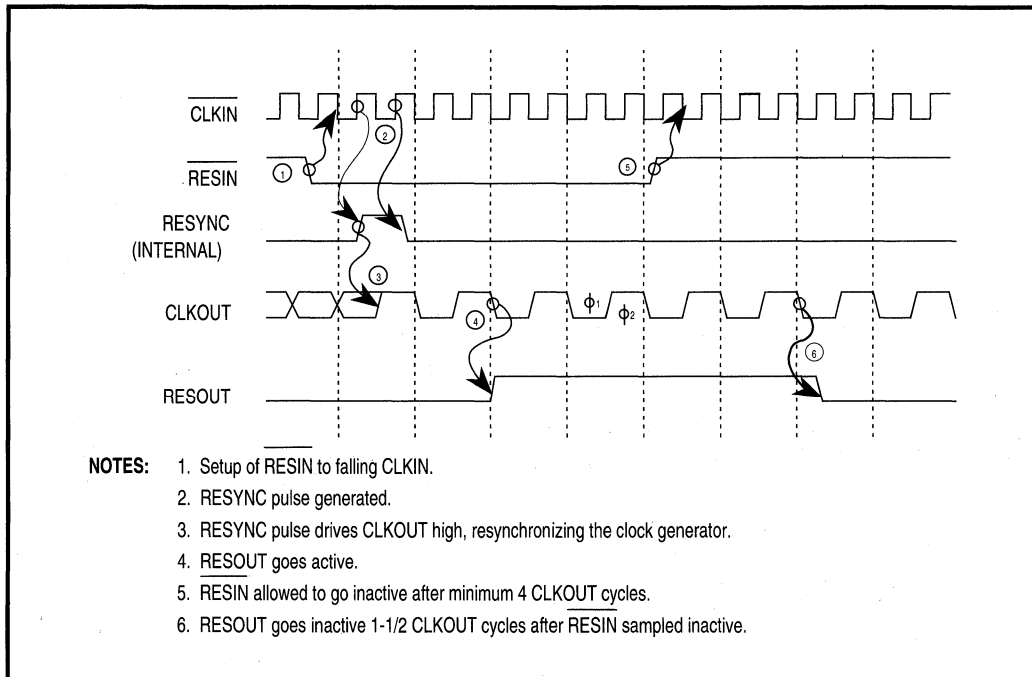 CLKIN
②
①
⑤
RESIN
RESYNC
(INTERNAL)
③
CLKOUT
ϕ1
ϕ2
④
⑥
RESOUT
NOTES: 1. Setup of RESIN to falling CLKIN.
2. RESYNC pulse generated.
3. RESYNC pulse drives CLKOUT high, resynchronizing the clock generator.
4. RESOUT goes active.
5. RESIN allowed to go inactive after minimum 4 CLKOUT cycles.
6. RESOUT goes inactive 1-1/2 CLKOUT cycles after RESIN sampled inactive.